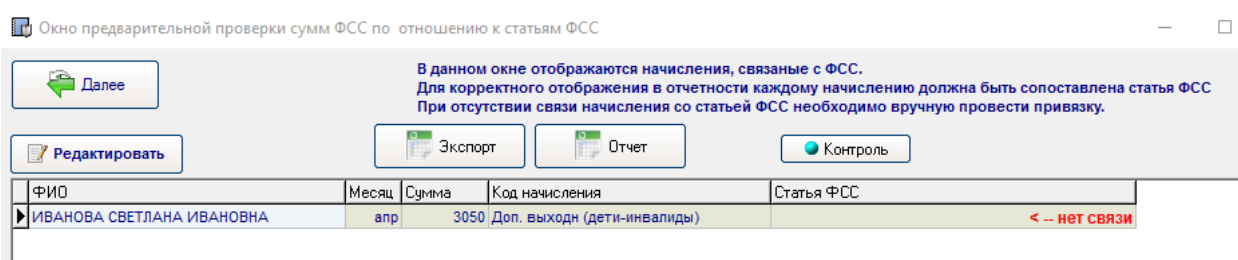 Окно предварительной проверки сумм ФСС по отношению к статьям ФСС
Далее
В данном окне отображаются начисления, связаные с ФСС.
Для корректного отображения в отчетности каждому начислению должна быть сопоставлена статья ФСС
При отсутствии связи начисления со статьей ФСС необходимо вручную провести привязку.
Редактировать
Экспорт
Отчет
Контроль
ФИО Месяц Сумма Код начисления Статья ФСС
ИВАНОВА СВЕТЛАНА ИВАНОВНА апр 3050 Доп. выходн (дети-инвалиды) < -- нет связи